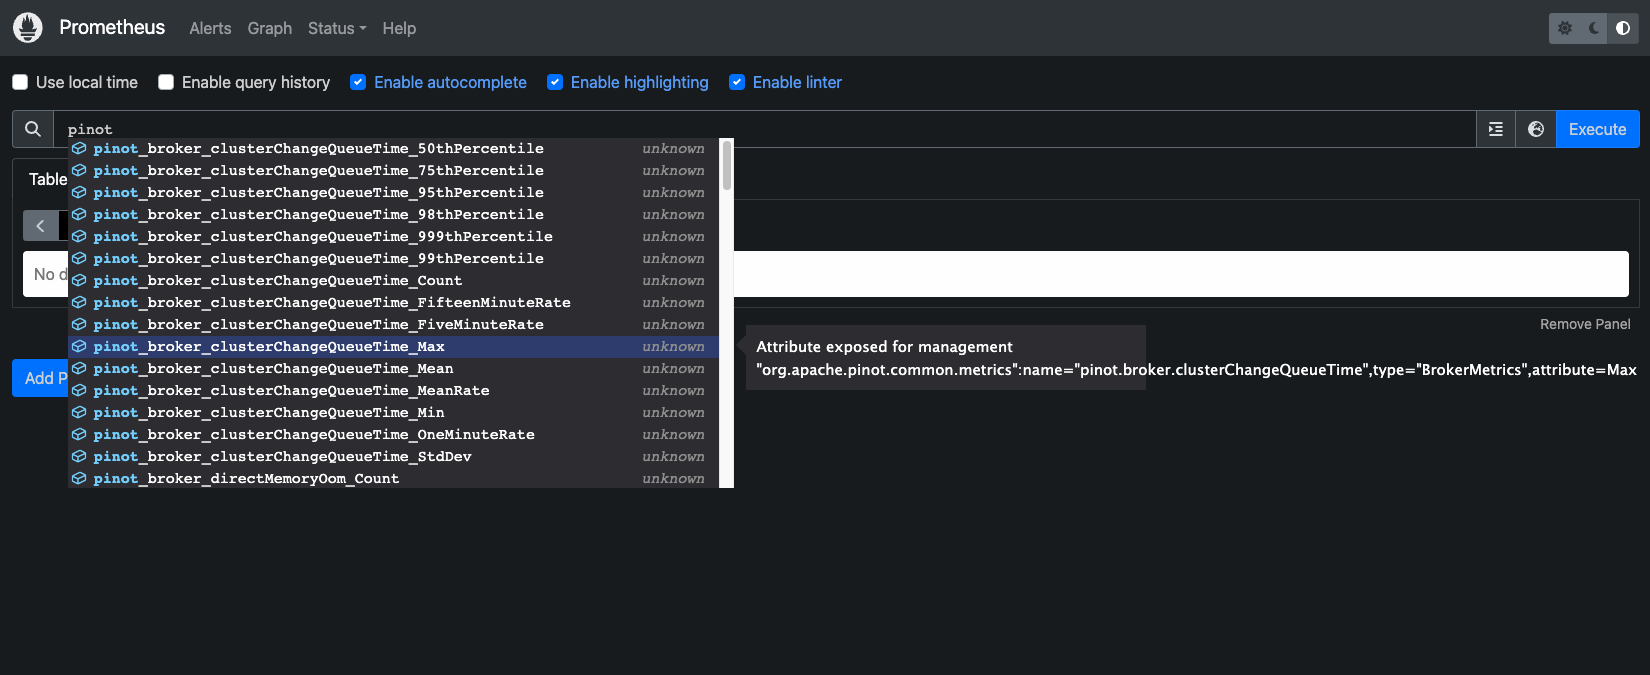 Prometheus Alerts Graph Status Help
Use local time Enable query history Enable autocomplete Enable highlighting Enable linter
pinot Execute
pinot_broker_clusterChangeQueueTime_50thPercentile unknown
pinot_broker_clusterChangeQueueTime_75thPercentile unknown
Table
pinot_broker_clusterChangeQueueTime_95thPercentile unknown
pinot_broker_clusterChangeQueueTime_98thPercentile unknown
pinot_broker_clusterChangeQueueTime_999thPercentile unknown
pinot_broker_clusterChangeQueueTime_99thPercentile unknown
No d
pinot_broker_clusterChangeQueueTime_Count unknown
pinot_broker_clusterChangeQueueTime_FifteenMinuteRate unknown
pinot_broker_clusterChangeQueueTime_FiveMinuteRate unknown
Remove Panel
pinot_broker_clusterChangeQueueTime_Max unknown
Attribute exposed for management
"org.apache.pinot.common.metrics":name="pinot.broker.clusterChangeQueueTime",type="BrokerMetrics",attribute=Max
pinot_broker_clusterChangeQueueTime_Mean unknown
Add P
pinot_broker_clusterChangeQueueTime_MeanRate unknown
pinot_broker_clusterChangeQueueTime_Min unknown
pinot_broker_clusterChangeQueueTime_OneMinuteRate unknown
pinot_broker_clusterChangeQueueTime_StdDev unknown
pinot_broker_directMemoryOom_Count unknown